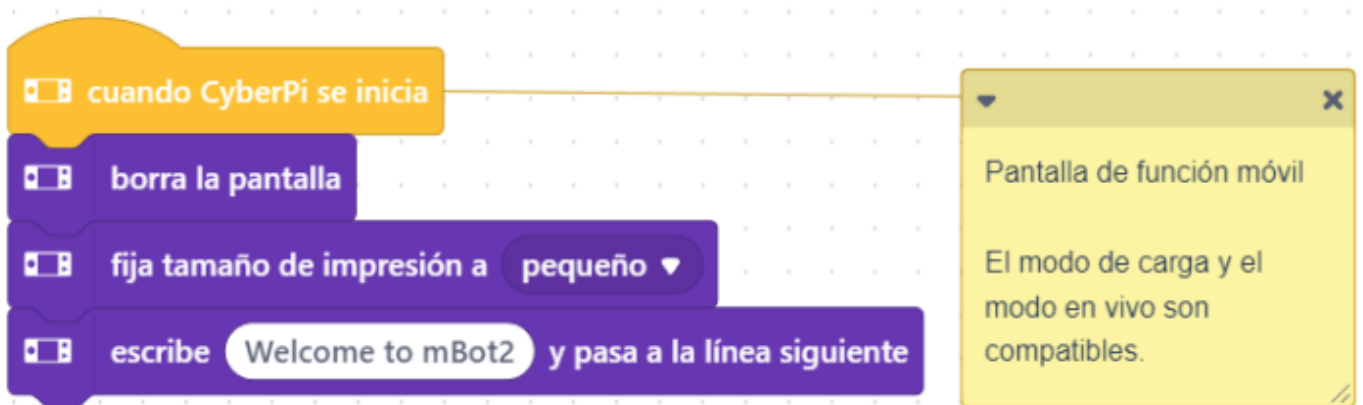 cuando CyberPi se inicia
borra la pantalla
fija tamaño de impresión a pequeño
escribe Welcome to mBot2 y pasa a la línea siguiente
Pantalla de función móvil
El modo de carga y el
modo en vivo son
compatibles.